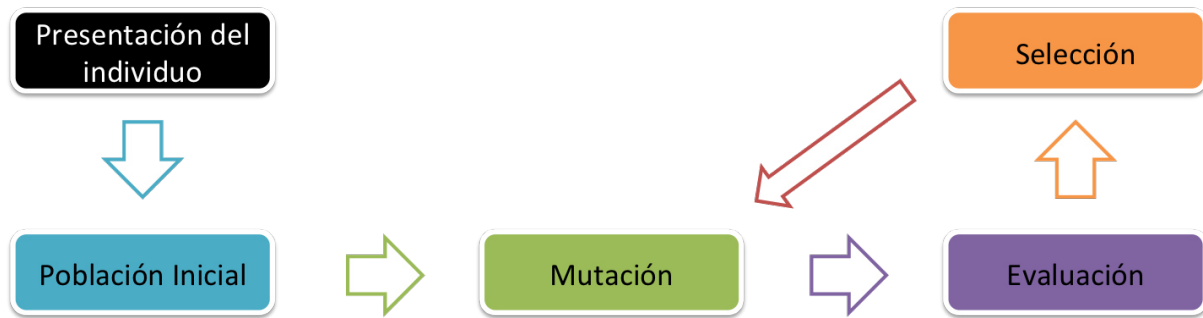 Presentación del
individuo
Selección
Población Inicial
Mutación
Evaluación